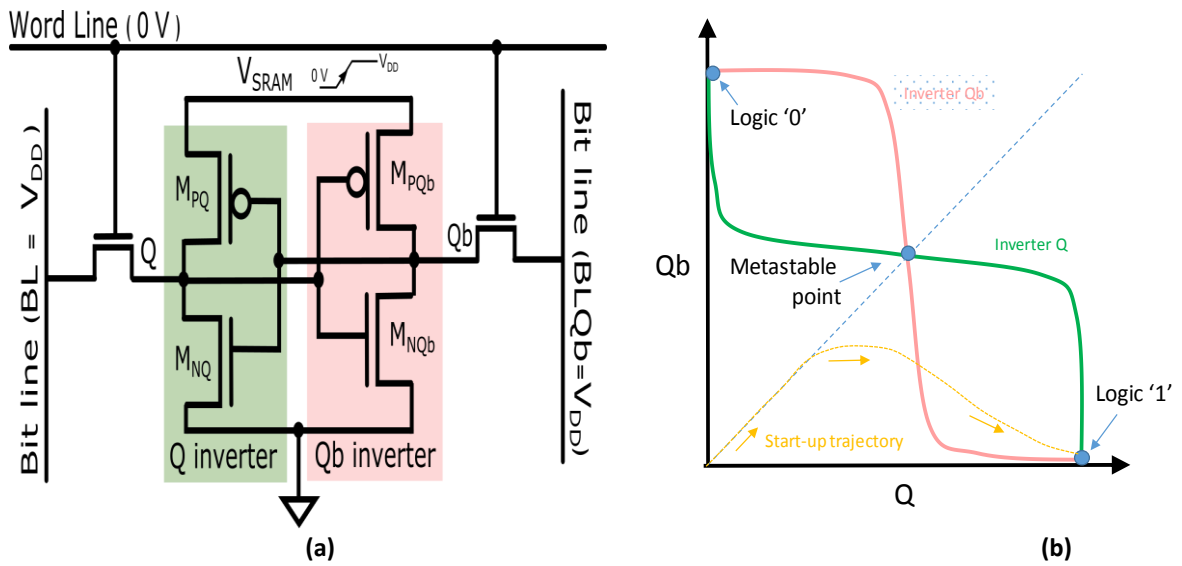 Word Line (0 V)
V_SRAM
0 V
V_DD
Bit line (BL = V_DD)
Bit line (BLQb=V_DD)
M_PQ
M_PQb
Q
Qb
M_NQ
M_NQb
Q inverter
Qb inverter
(a)
Inverter Qb
Logic ‘0’
Inverter Q
Qb
Metastable
point
Logic ‘1’
Start-up trajectory
Q
(b)